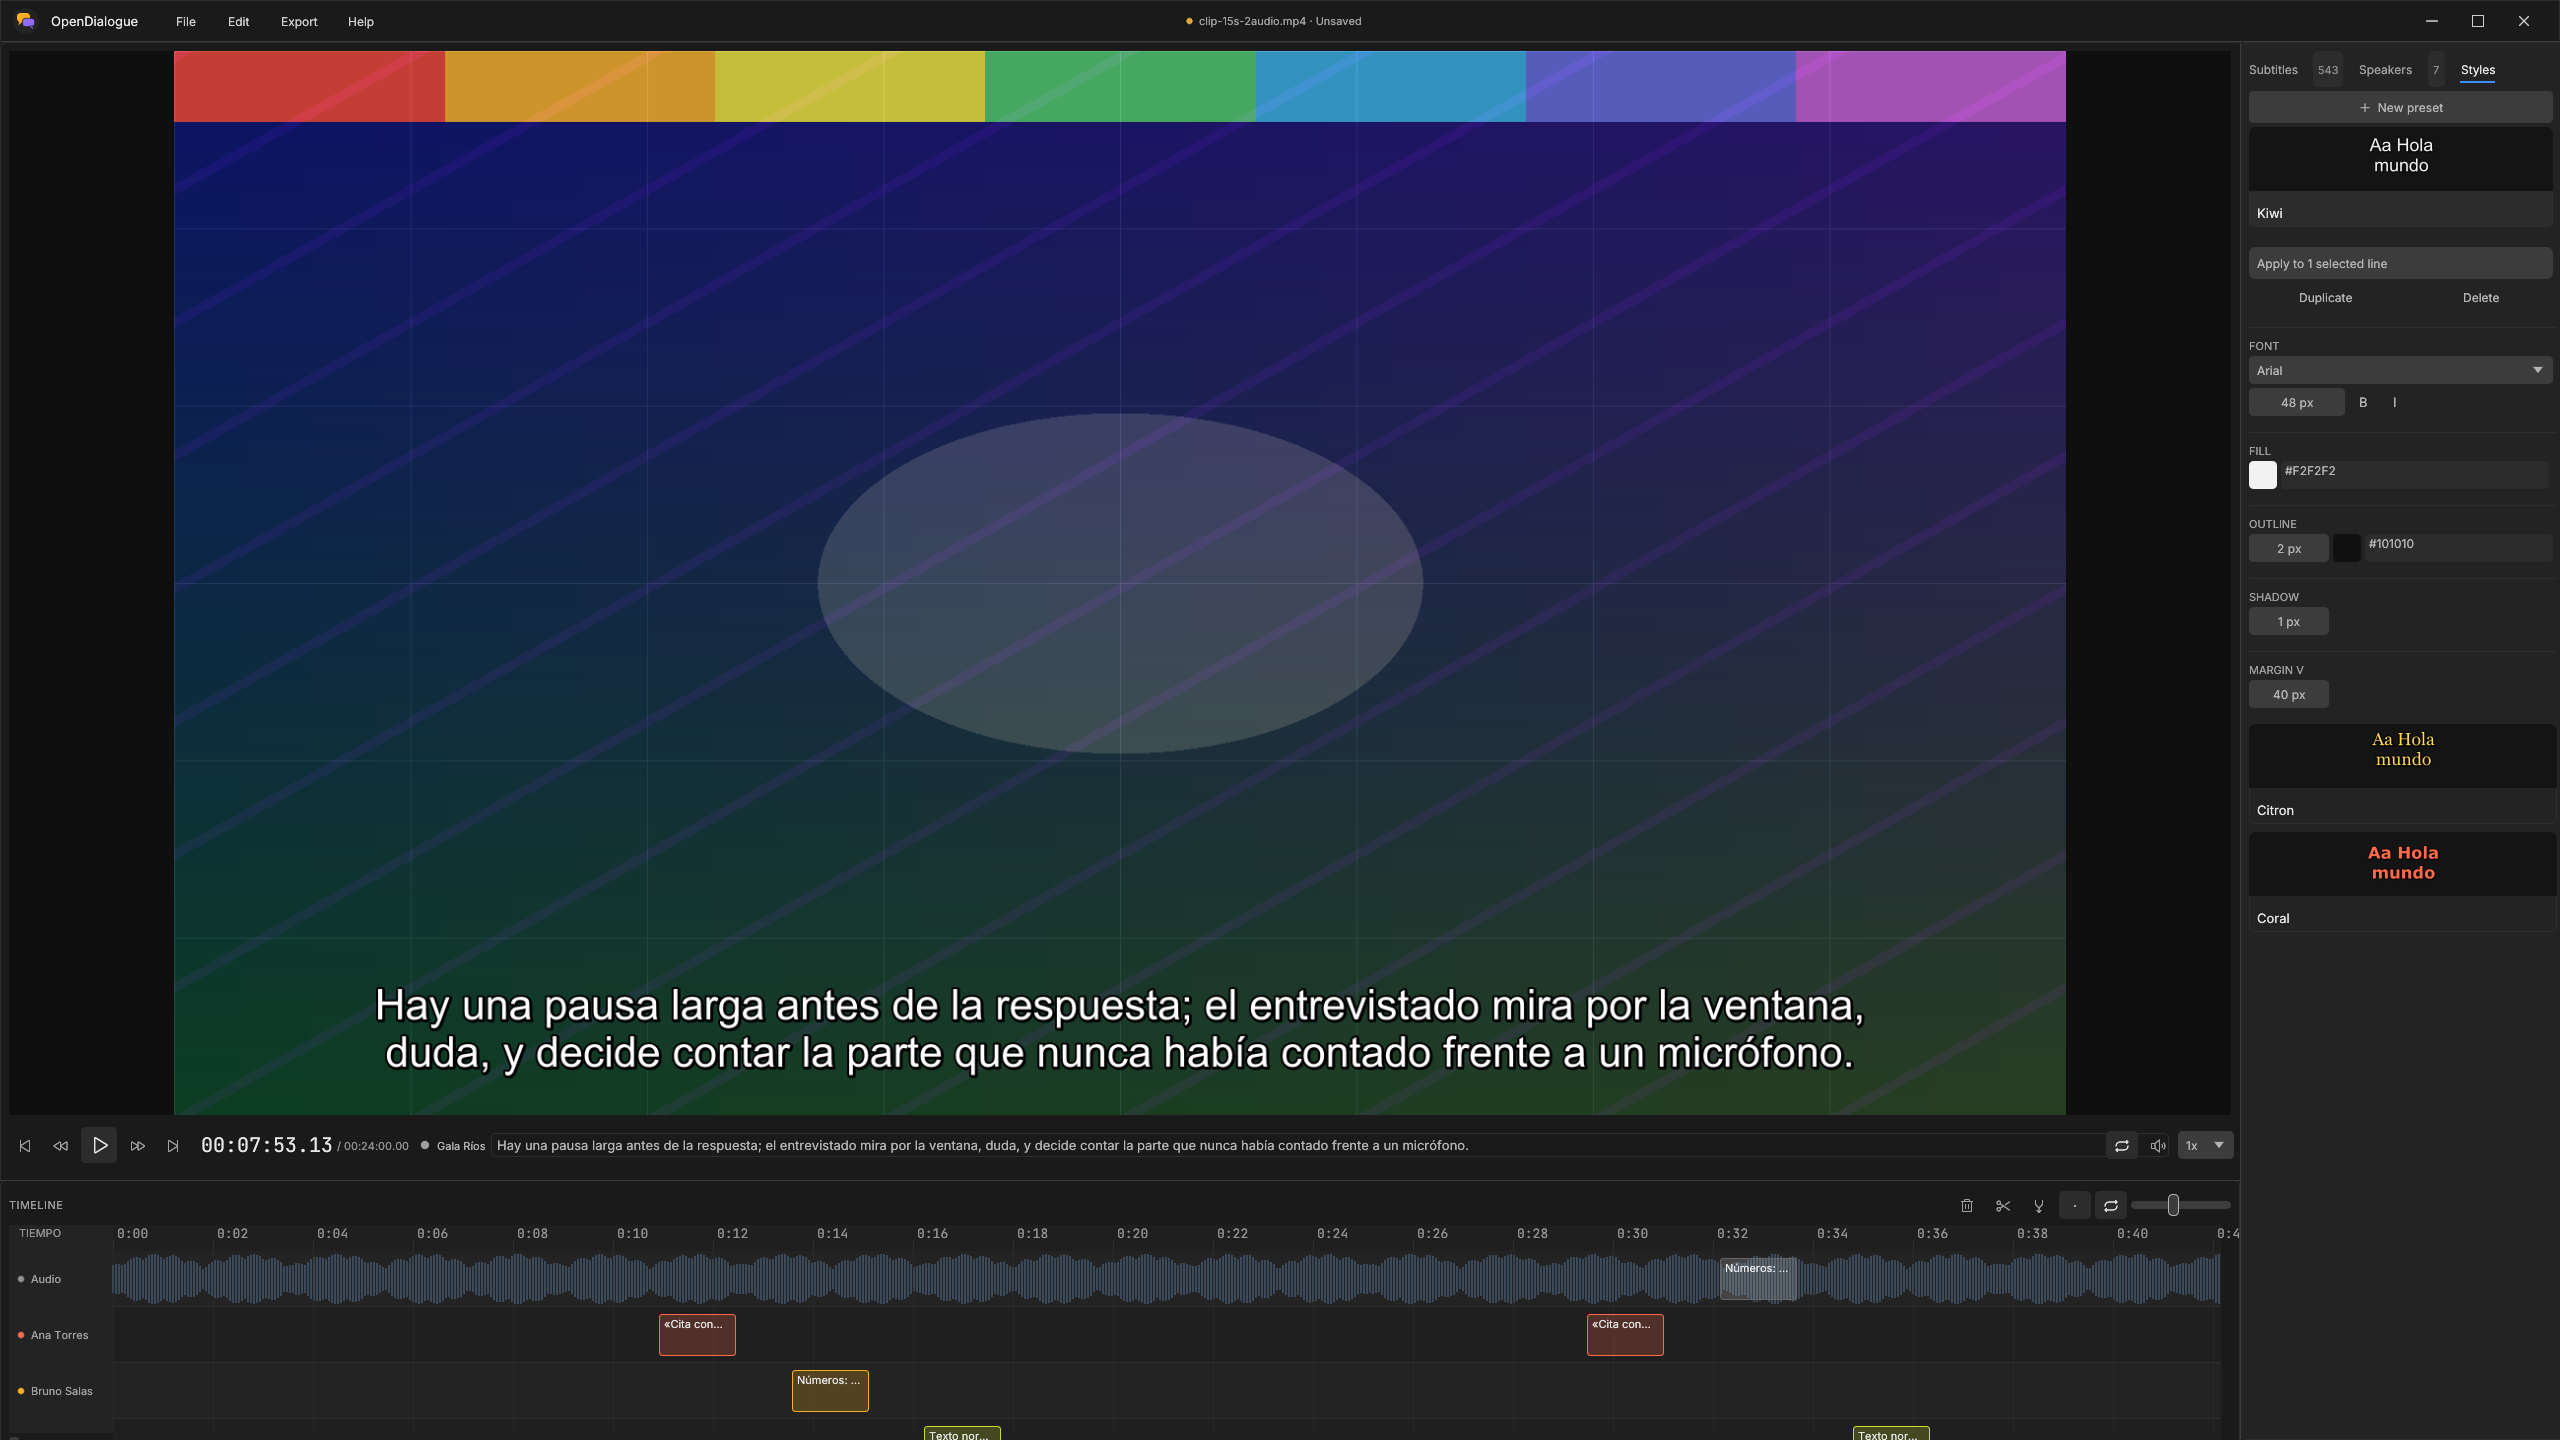 OpenDialogue File Edit Export Help
clip-15s-2audio.mp4 · Unsaved
Subtitles 543 Speakers 7 Styles
+ New preset
Aa Hola
mundo
Kiwi
Apply to 1 selected line
Duplicate Delete
FONT
Arial
48 px B I
FILL
#F2F2F2
OUTLINE
2 px #101010
SHADOW
1 px
MARGIN V
40 px
Aa Hola
mundo
Citron
Aa Hola
mundo
Coral
Hay una pausa larga antes de la respuesta; el entrevistado mira por la ventana,
duda, y decide contar la parte que nunca había contado frente a un micrófono.
00:07:53.13 / 00:24:00.00 Gala Ríos Hay una pausa larga antes de la respuesta; el entrevistado mira por la ventana, duda, y decide contar la parte que nunca había contado frente a un micrófono. 1x
TIMELINE
TIEMPO 0:00 0:02 0:04 0:06 0:08 0:10 0:12 0:14 0:16 0:18 0:20 0:22 0:24 0:26 0:28 0:30 0:32 0:34 0:36 0:38 0:40
Audio Números: ...
Ana Torres «Cita con... «Cita con...
Bruno Salas Números: ...
Texto nor... Texto nor...